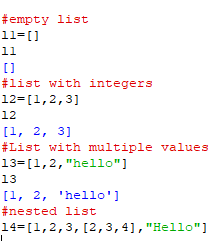 #empty list
l1=[]
l1
[]
#list with integers
l2=[1,2,3]
l2
[1, 2, 3]
#List with multiple values
l3=[1,2,"hello"]
l3
[1, 2, 'hello']
#nested list
l4=[1,2,3,[2,3,4],"Hello"]